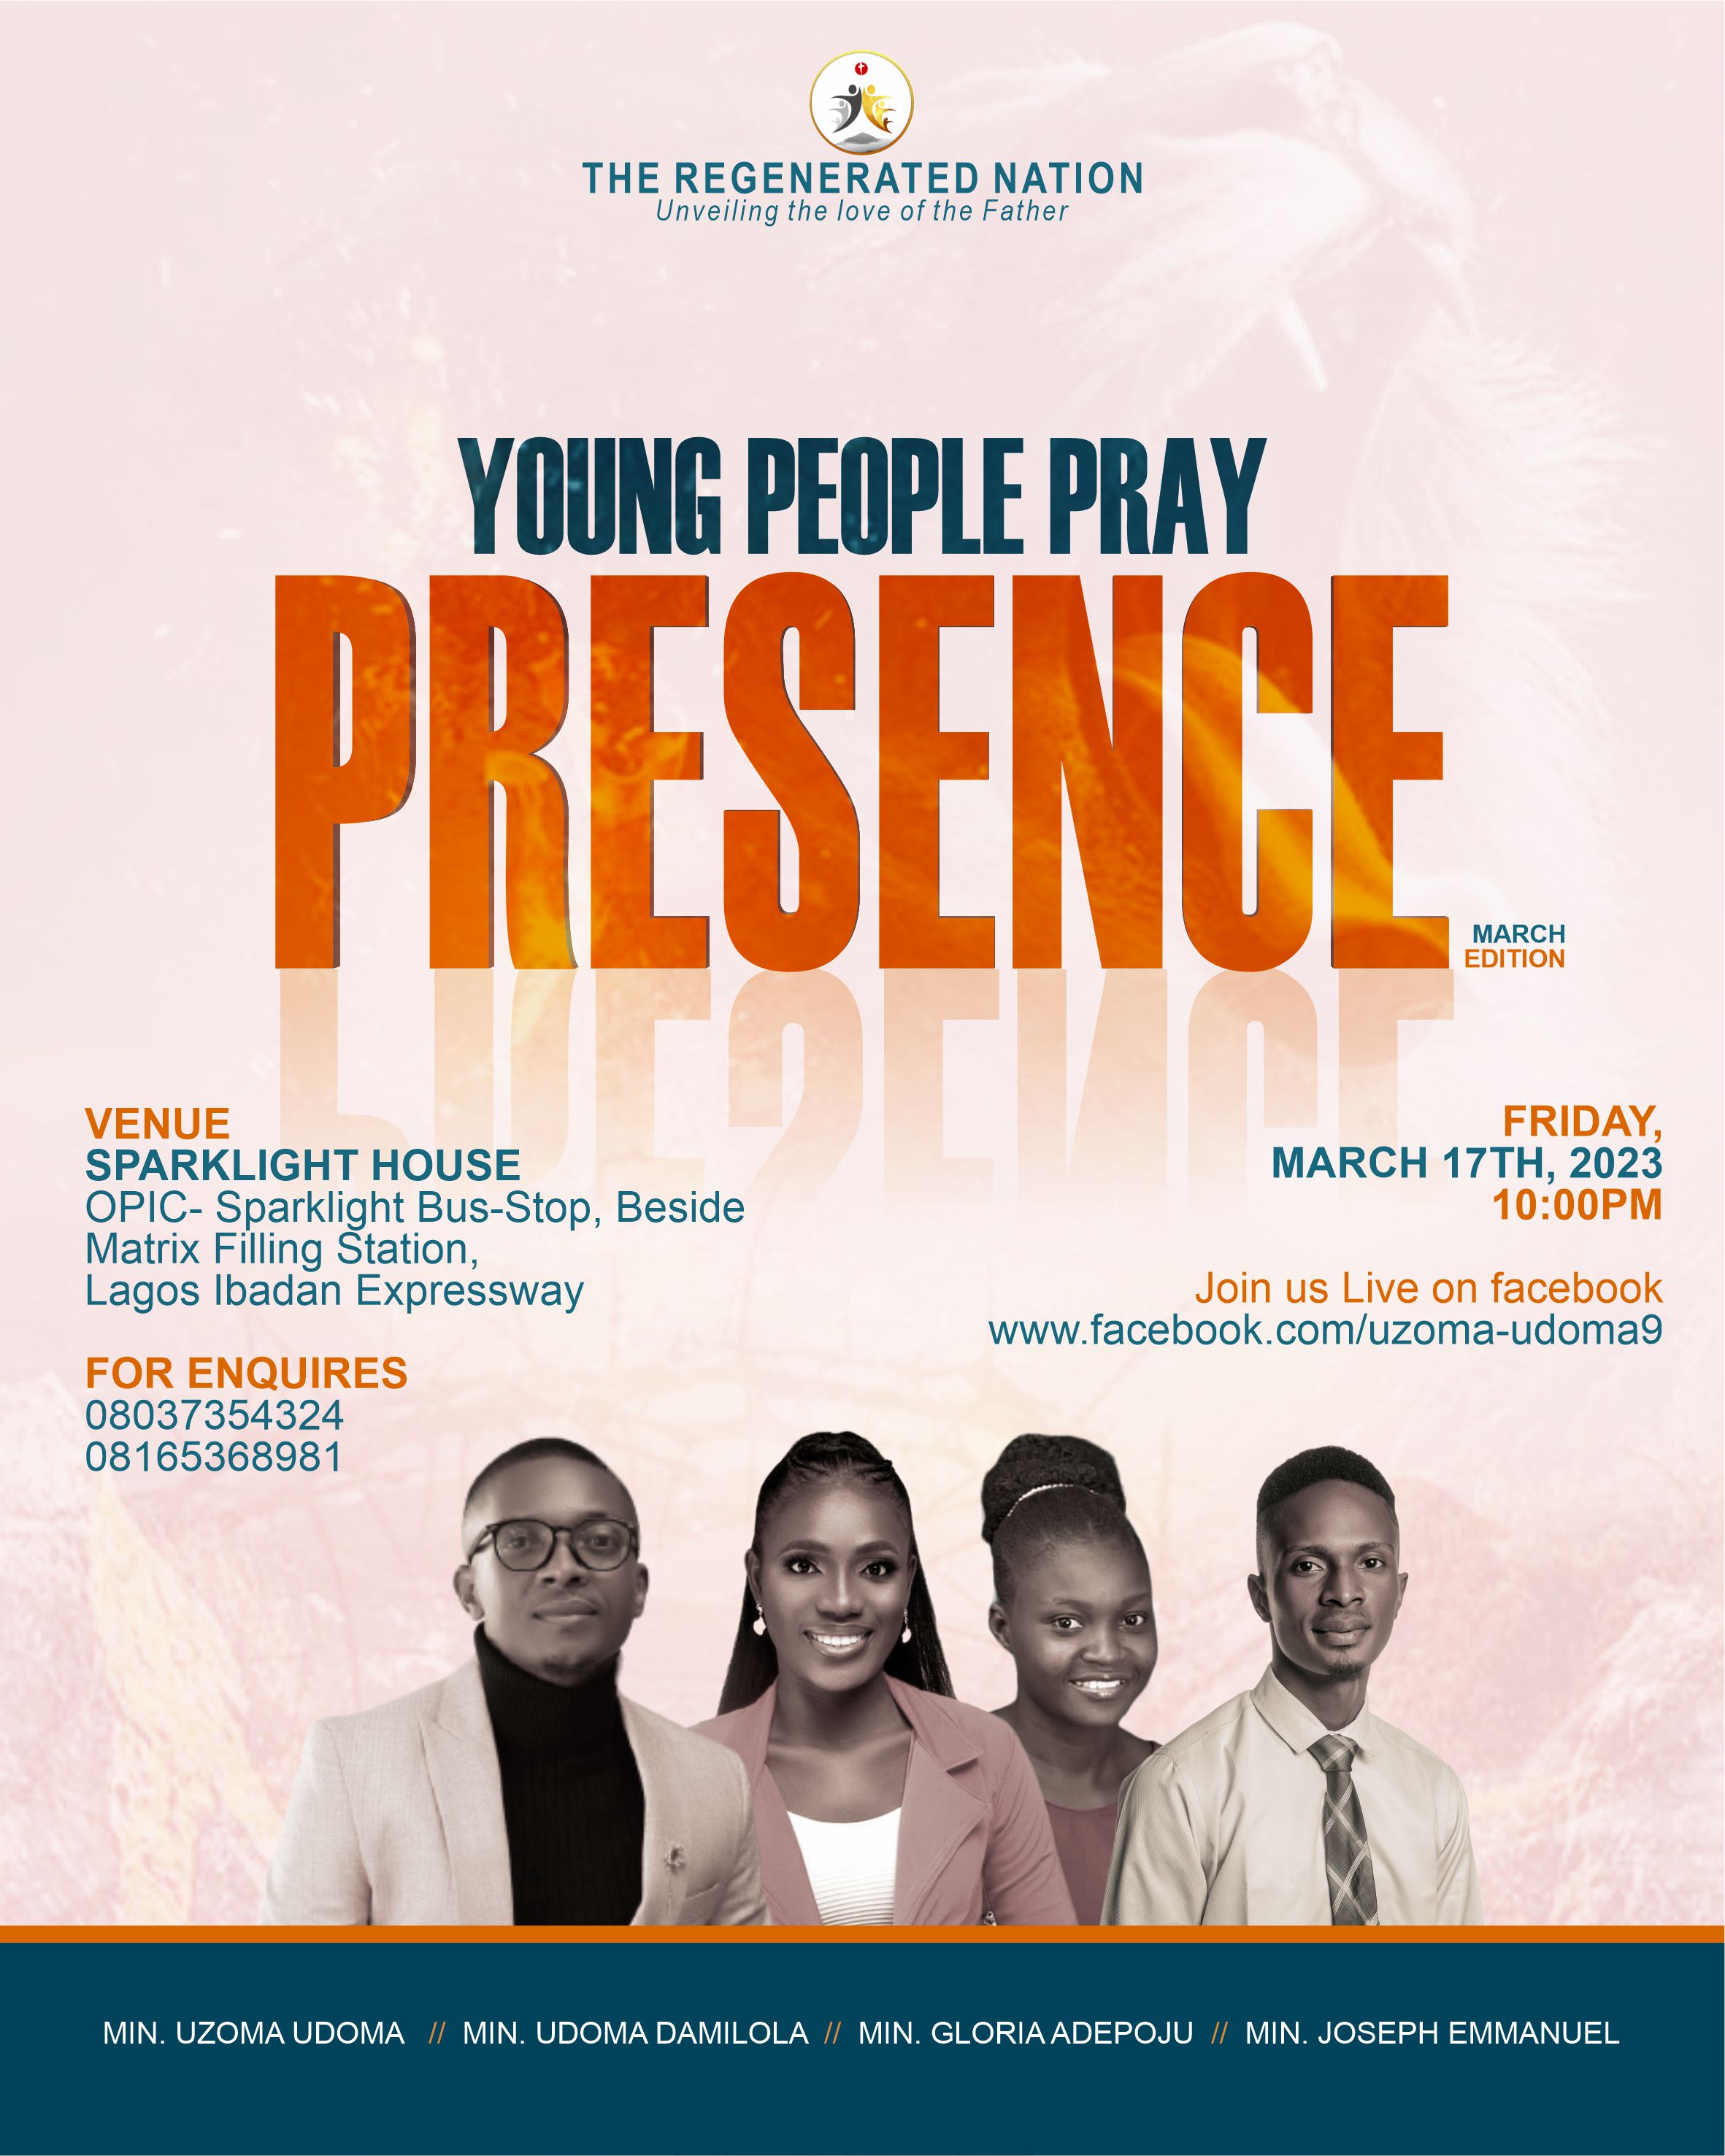 THE REGENERATED NATION
Unveiling the love of the Father
YOUNG PEOPLE PRAY
PRESENCE
MARCH
EDITION
VENUE
SPARKLIGHT HOUSE
OPIC- Sparklight Bus-Stop, Beside
Matrix Filling Station,
Lagos Ibadan Expressway
FOR ENQUIRES
08037354324
08165368981
FRIDAY,
MARCH 17TH, 2023
10:00PM
Join us Live on facebook
www.facebook.com/uzoma-udoma9
MIN. UZOMA UDOMA // MIN. UDOMA DAMILOLA // MIN. GLORIA ADEPOJU // MIN. JOSEPH EMMANUEL